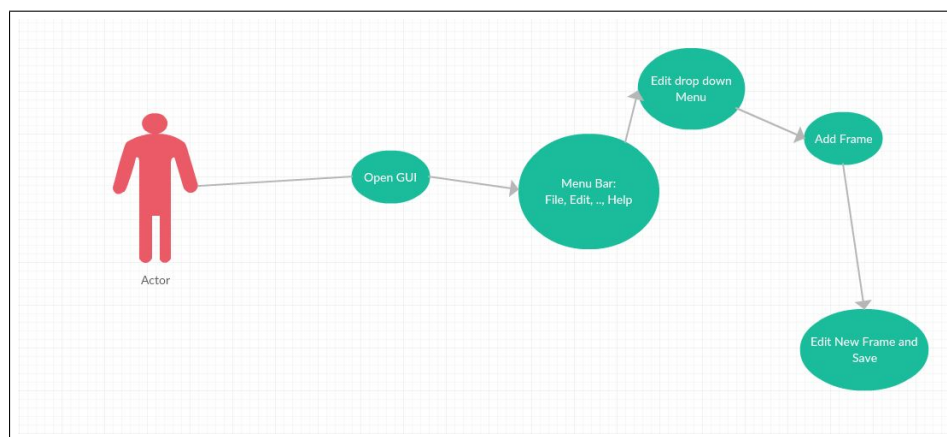 Edit drop down
Menu
Add Frame
Open GUI
Menu Bar:
File, Edit, .., Help
Actor
Edit New Frame and
Save